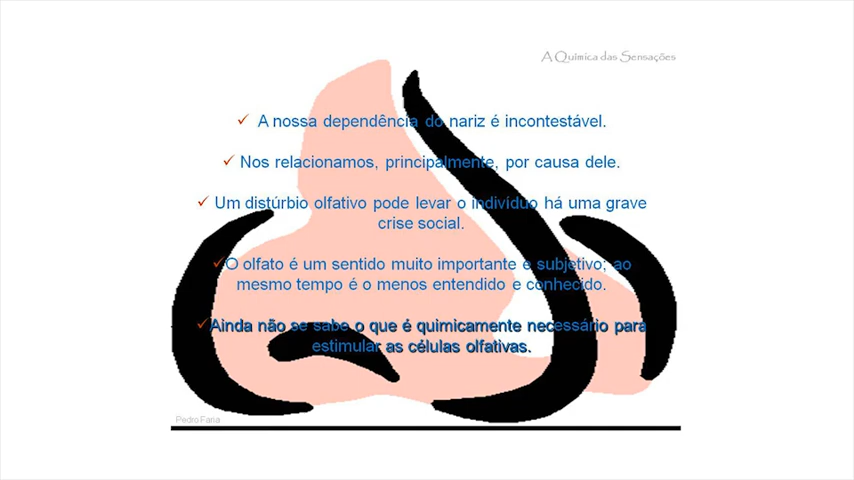 A Química das Sensações
A nossa dependência do nariz é incontestável.
Nos relacionamos, principalmente, por causa dele.
Um distúrbio olfativo pode levar o indivíduo há uma grave
crise social.
O olfato é um sentido muito importante e subjetivo; ao
mesmo tempo é o menos entendido e conhecido.
Ainda não se sabe o que é quimicamente necessário para
estimular as células olfativas.
Pedro Faria